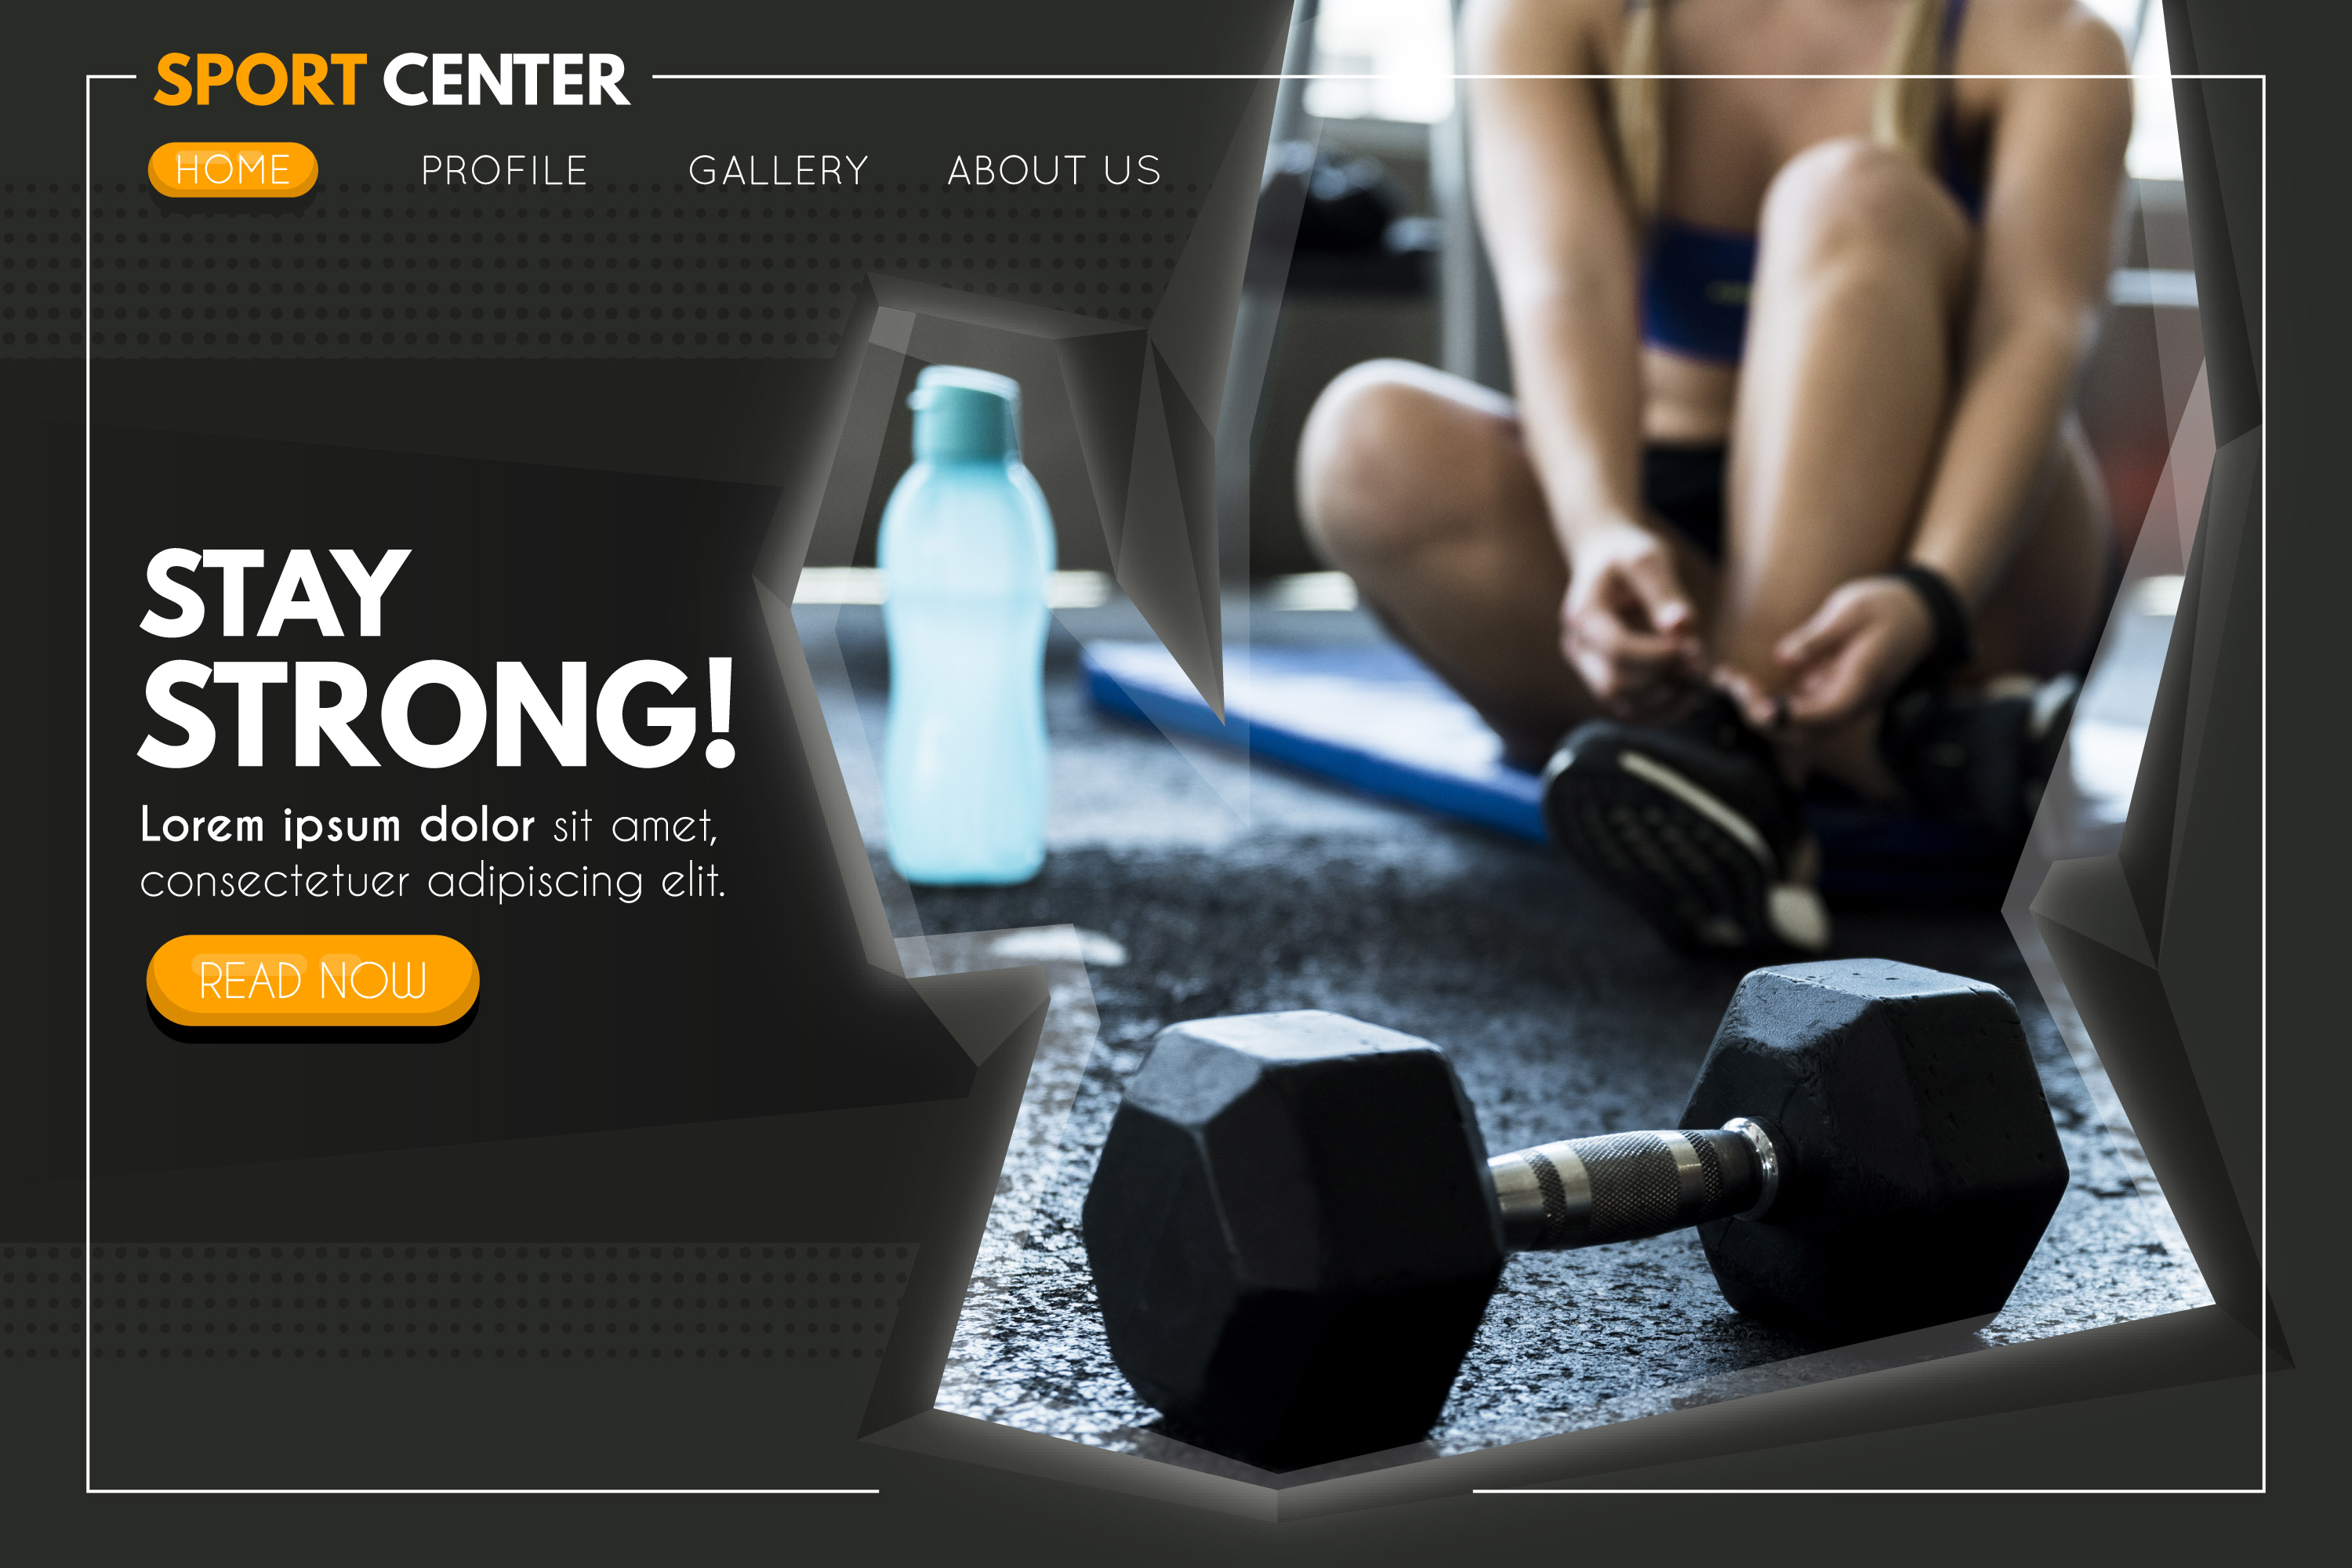 SPORT CENTER
HOME PROFILE GALLERY ABOUT US
STAY
STRONG!
Lorem ipsum dolor sit amet,
consectetuer adipiscing elit.
READ NOW